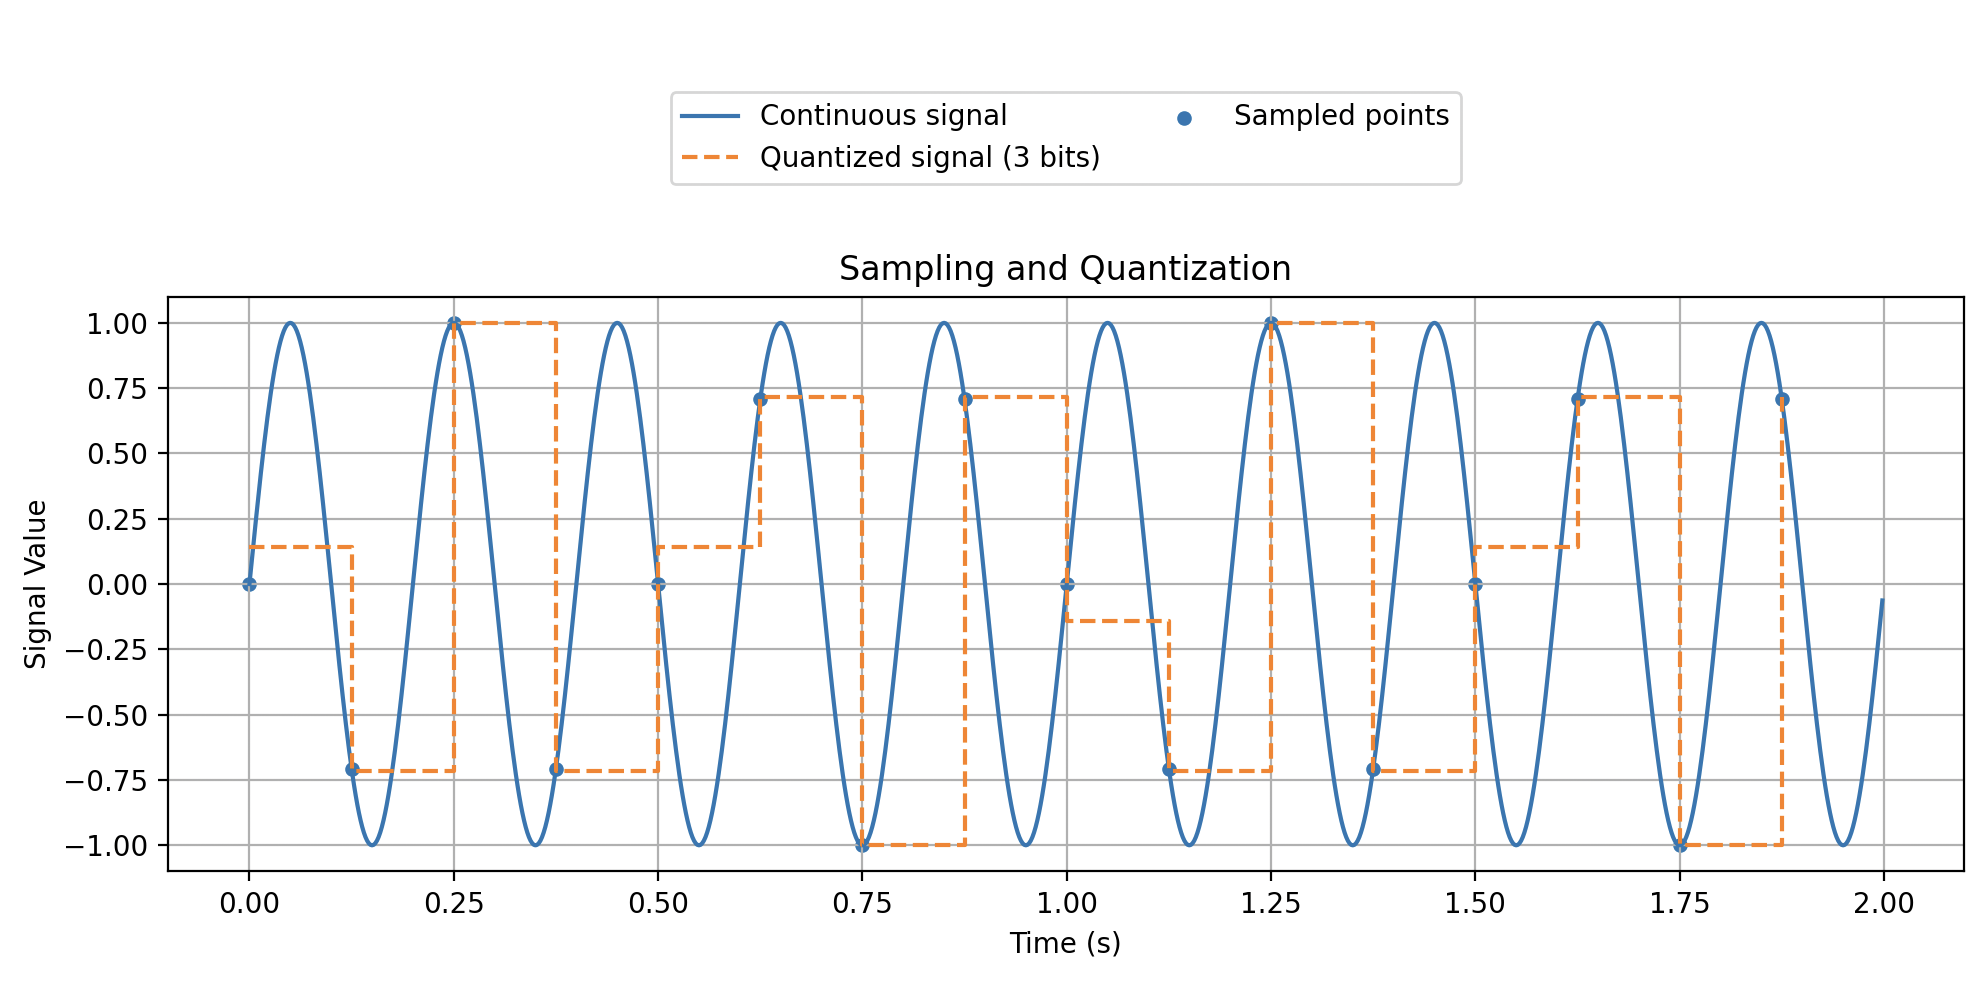 Continuous signal
Quantized signal (3 bits)
Sampled points
Sampling and Quantization
1.00
0.75
0.50
0.25
0.00
−0.25
−0.50
−0.75
−1.00
Signal Value
0.00 0.25 0.50 0.75 1.00 1.25 1.50 1.75 2.00
Time (s)